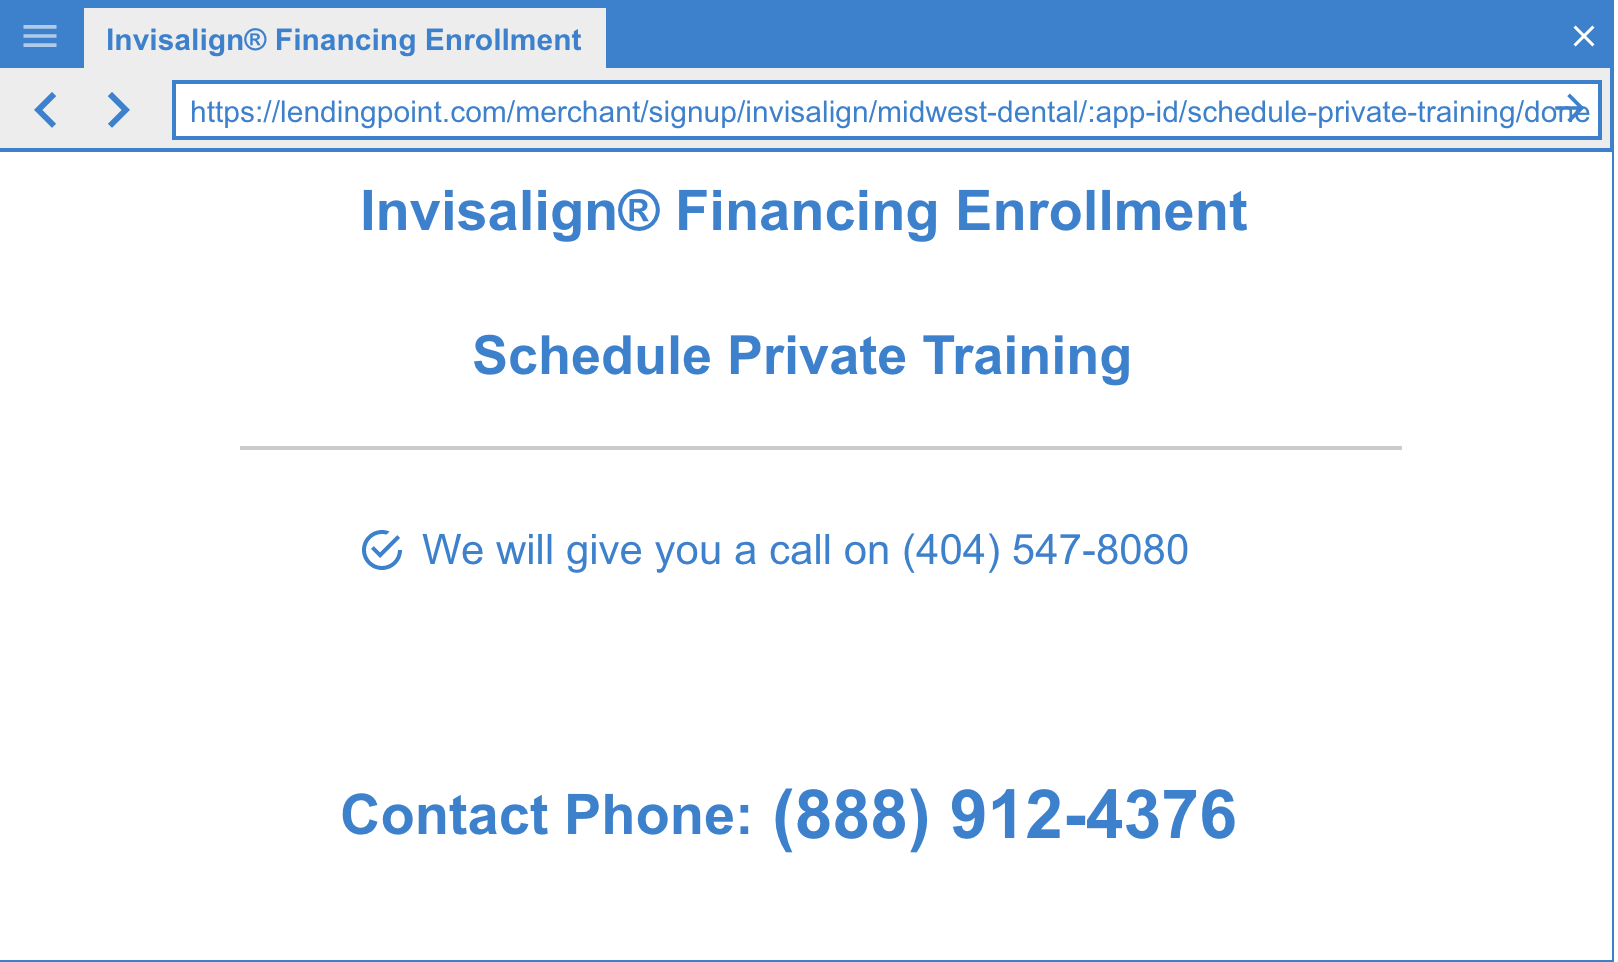 Invisalign® Financing Enrollment
https://lendingpoint.com/merchant/signup/invisalign/midwest-dental/:app-id/schedule-private-training/done
Invisalign® Financing Enrollment
Schedule Private Training
We will give you a call on (404) 547-8080
Contact Phone: (888) 912-4376